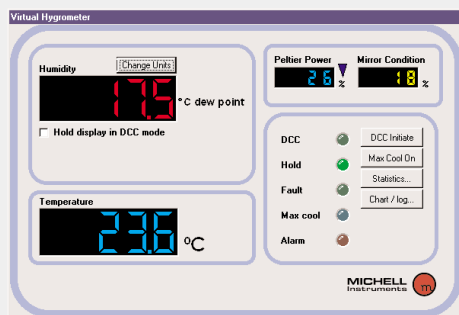 Virtual Hygrometer
Humidity
Change Units
17.5 °C dew point
Hold display in DCC mode
Temperature
23.6 °C
Peltier Power
26 %
Mirror Condition
18 %
DCC
Hold
Fault
Max cool
Alarm
DCC Initiate
Max Cool On
Statistics...
Chart / log...
MICHELL
Instruments
m